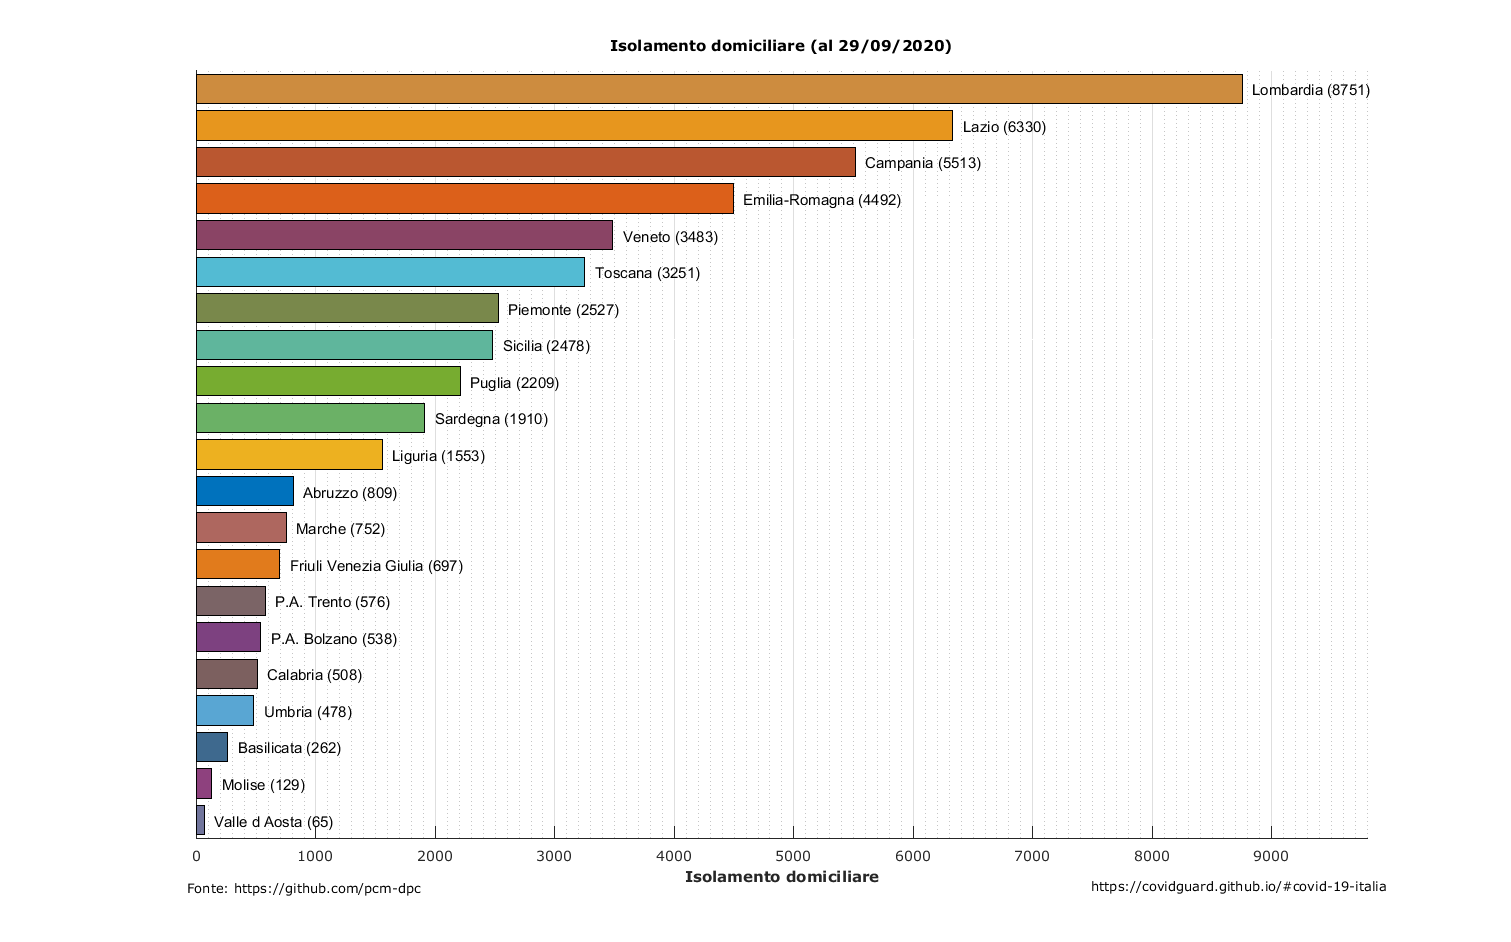 Isolamento domiciliare (al 29/09/2020)
Lombardia (8751)
Lazio (6330)
Campania (5513)
Emilia-Romagna (4492)
Veneto (3483)
Toscana (3251)
Piemonte (2527)
Sicilia (2478)
Puglia (2209)
Sardegna (1910)
Liguria (1553)
Abruzzo (809)
Marche (752)
Friuli Venezia Giulia (697)
P.A. Trento (576)
P.A. Bolzano (538)
Calabria (508)
Umbria (478)
Basilicata (262)
Molise (129)
Valle d Aosta (65)
0 1000 2000 3000 4000 5000 6000 7000 8000 9000
Isolamento domiciliare
Fonte: https://github.com/pcm-dpc
https://covidguard.github.io/#covid-19-italia